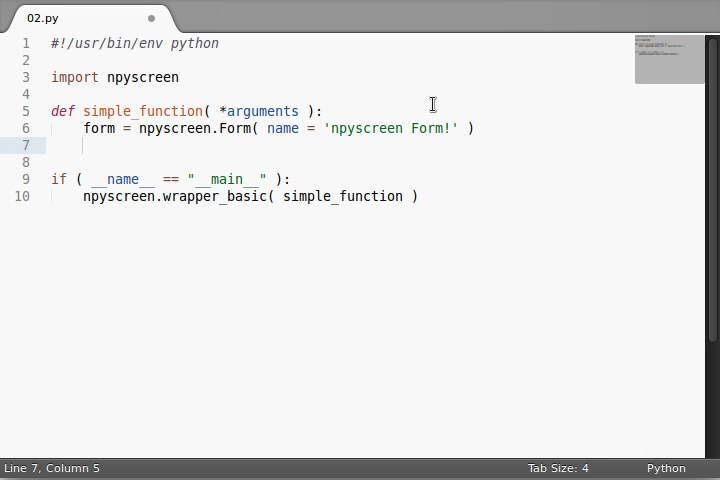 02.py
1 #!/usr/bin/env python
2
3 import npyscreen
4
5 def simple_function( *arguments ):
6     form = npyscreen.Form( name = 'npyscreen Form!' )
7
8
9 if ( __name__ == "__main__" ):
10     npyscreen.wrapper_basic( simple_function )
Line 7, Column 5 Tab Size: 4 Python